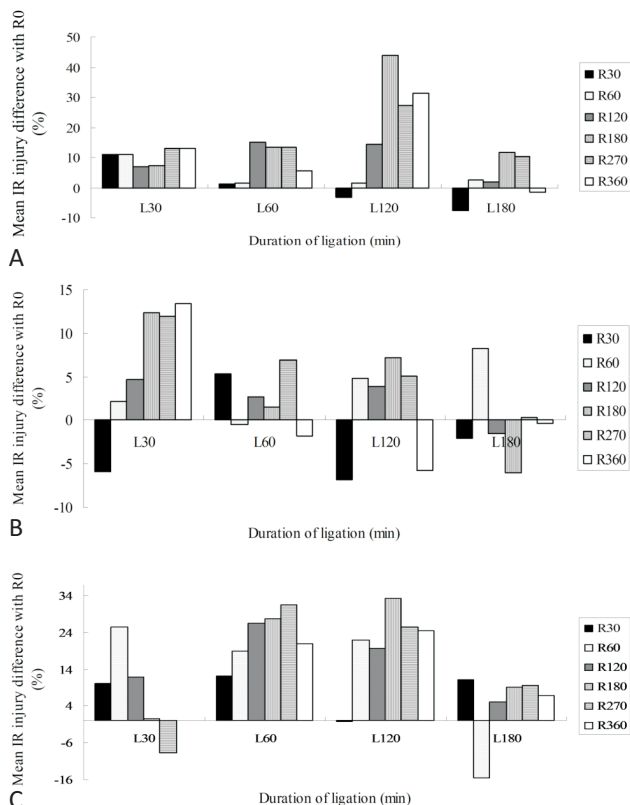 Mean IR injury difference with R0
(%)
50
40
30
20
10
0
-10
L30 L60 L120 L180
Duration of ligation (min)
R30
R60
R120
R180
R270
R360
A
Mean IR injury difference with R0
(%)
15
10
5
0
-5
-10
L30 L60 L120 L180
Duration of ligation (min)
R30
R60
R120
R180
R270
R360
B
Mean IR injury difference with R0
(%)
34
24
14
4
-6
-16
L30 L60 L120 L180
Duration of ligation (min)
R30
R60
R120
R180
R270
R360
C